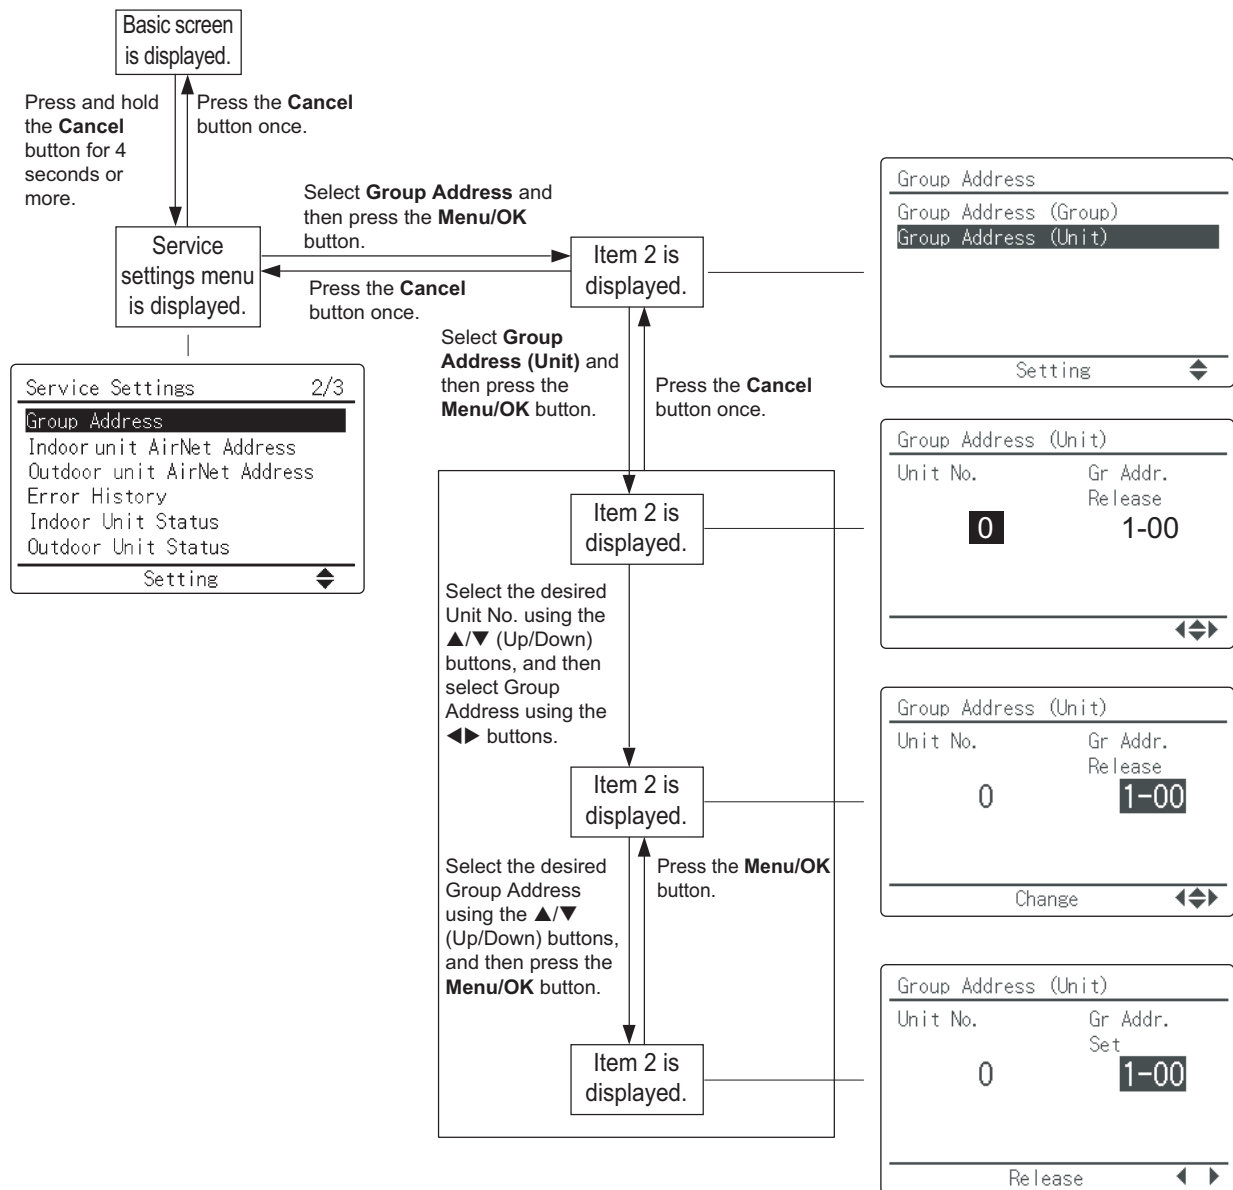 Basic screen
is displayed.
Press and hold
the Cancel
button for 4
seconds or
more.
Press the Cancel
button once.
Select Group Address and
then press the Menu/OK
button.
Service
settings menu
is displayed.
Press the Cancel
button once.
Item 2 is
displayed.
Group Address
Group Address (Group)
Group Address (Unit)
Setting
Service Settings 2/3
Group Address
Indoor unit AirNet Address
Outdoor unit AirNet Address
Error History
Indoor Unit Status
Outdoor Unit Status
Setting
Select Group
Address (Unit) and
then press the
Menu/OK button.
Press the Cancel
button once.
Item 2 is
displayed.
Group Address (Unit)
Unit No. Gr Addr.
Release
0 1-00
Select the desired
Unit No. using the
▲/▼ (Up/Down)
buttons, and then
select Group
Address using the
◀▶ buttons.
Item 2 is
displayed.
Group Address (Unit)
Unit No. Gr Addr.
Release
0 1-00
Change
Select the desired
Group Address
using the ▲/▼
(Up/Down) buttons,
and then press the
Menu/OK button.
Press the Menu/OK
button.
Item 2 is
displayed.
Group Address (Unit)
Unit No. Gr Addr.
Set
0 1-00
Release